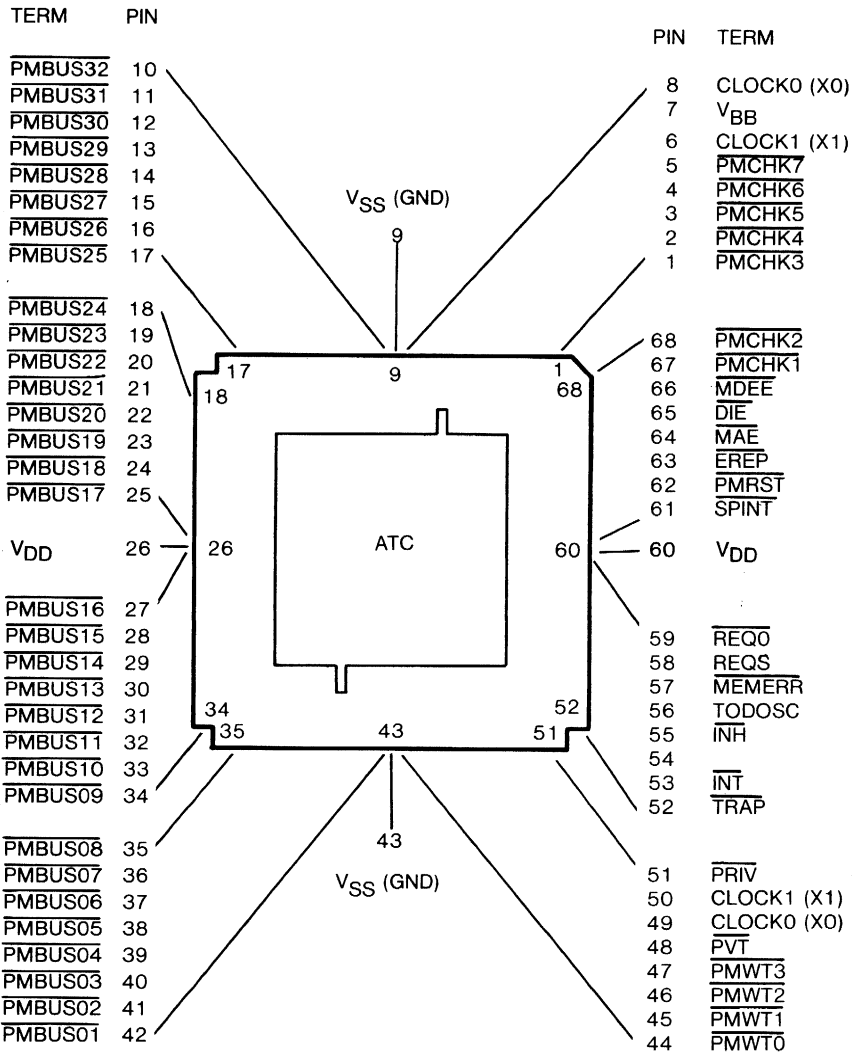 TERM PIN
PMBUS32 10
PMBUS31 11
PMBUS30 12
PMBUS29 13
PMBUS28 14
PMBUS27 15
PMBUS26 16
PMBUS25 17
PMBUS24 18
PMBUS23 19
PMBUS22 20
PMBUS21 21
PMBUS20 22
PMBUS19 23
PMBUS18 24
PMBUS17 25
VDD 26
PMBUS16 27
PMBUS15 28
PMBUS14 29
PMBUS13 30
PMBUS12 31
PMBUS11 32
PMBUS10 33
PMBUS09 34
PMBUS08 35
PMBUS07 36
PMBUS06 37
PMBUS05 38
PMBUS04 39
PMBUS03 40
PMBUS02 41
PMBUS01 42
VSS (GND)
9
17 9 1
18 68
26 ATC 60
34 52
35 43 51
43
VSS (GND)
PIN TERM
8 CLOCK0 (X0)
7 VBB
6 CLOCK1 (X1)
5 PMCHK7
4 PMCHK6
3 PMCHK5
2 PMCHK4
1 PMCHK3
68 PMCHK2
67 PMCHK1
66 MDEE
65 DIE
64 MAE
63 EREP
62 PMRST
61 SPINT
60 VDD
59 REQ0
58 REQS
57 MEMERR
56 TODOSC
55 INH
54
53 INT
52 TRAP
51 PRIV
50 CLOCK1 (X1)
49 CLOCK0 (X0)
48 PVT
47 PMWT3
46 PMWT2
45 PMWT1
44 PMWT0